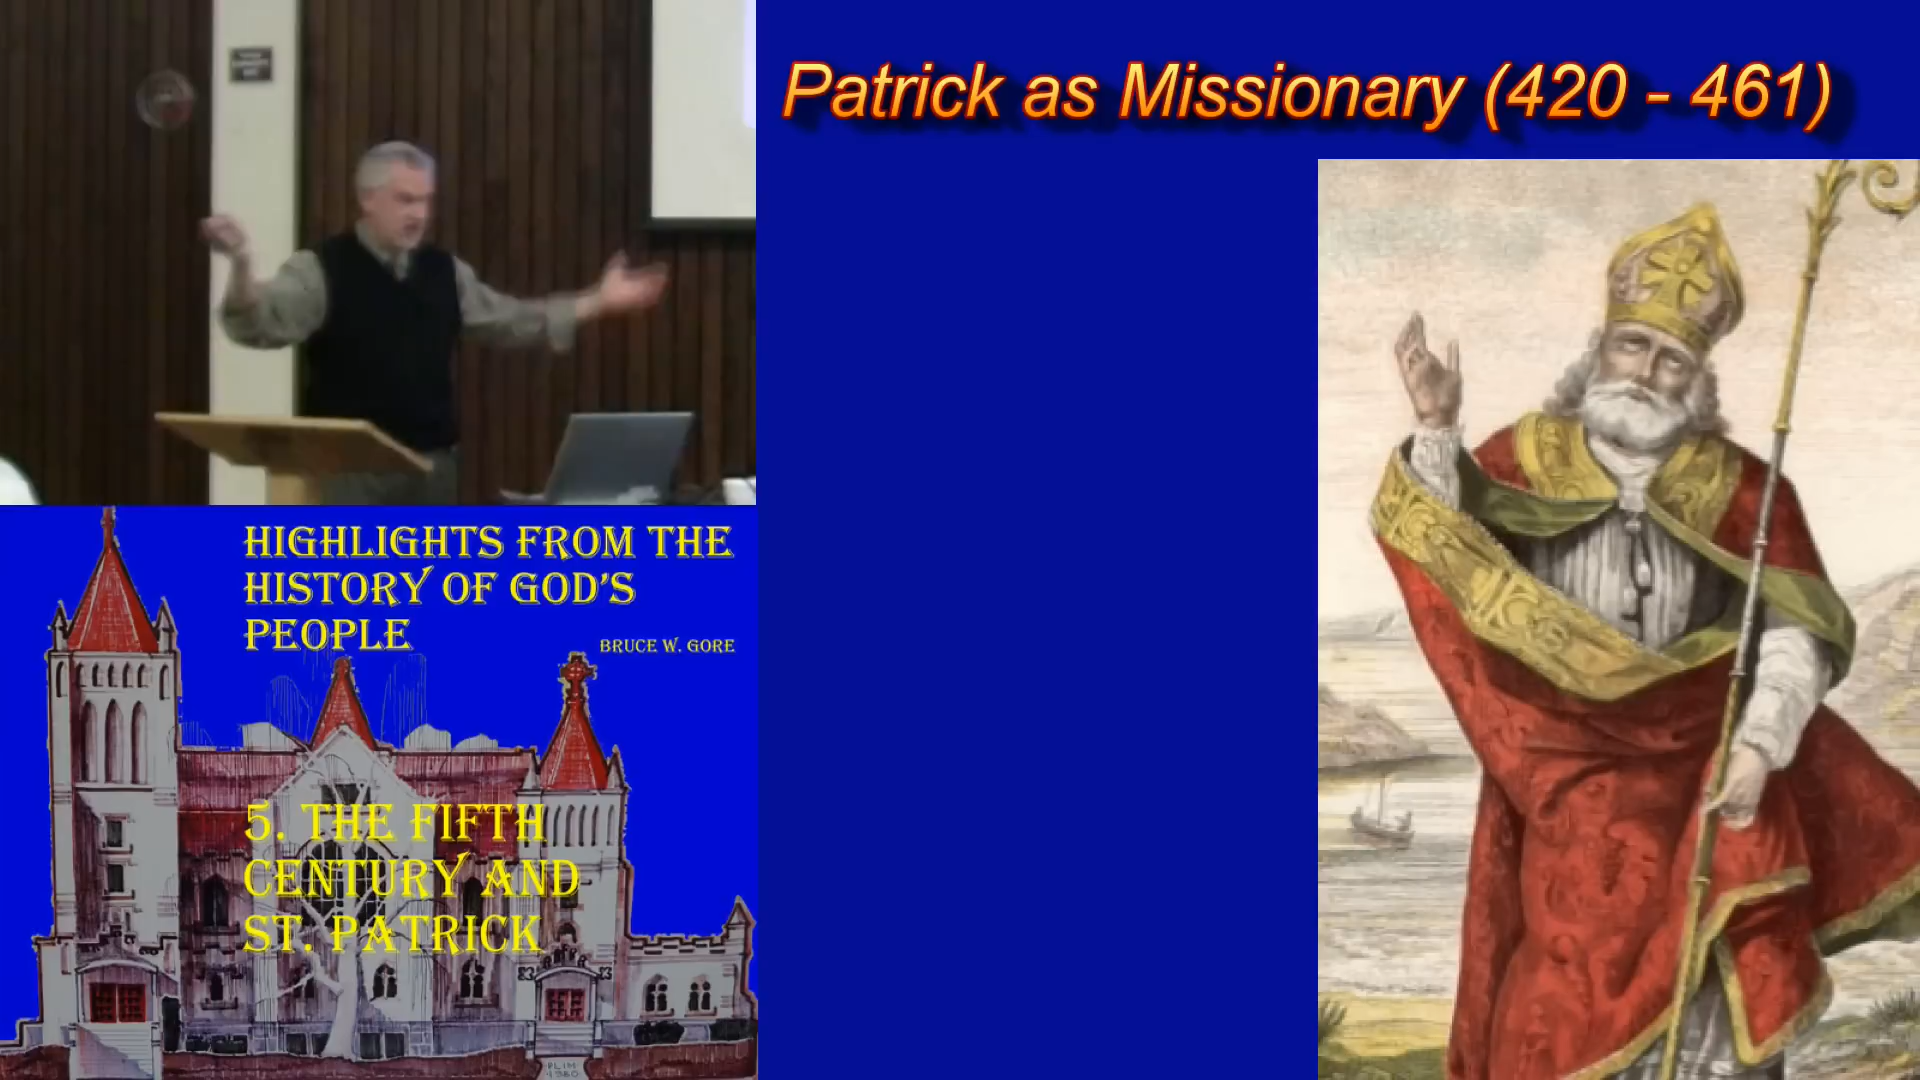 Patrick as Missionary (420 - 461)
HIGHLIGHTS FROM THE
HISTORY OF GOD'S
PEOPLE
BRUCE W. GORE
5. THE FIFTH
CENTURY AND
ST. PATRICK